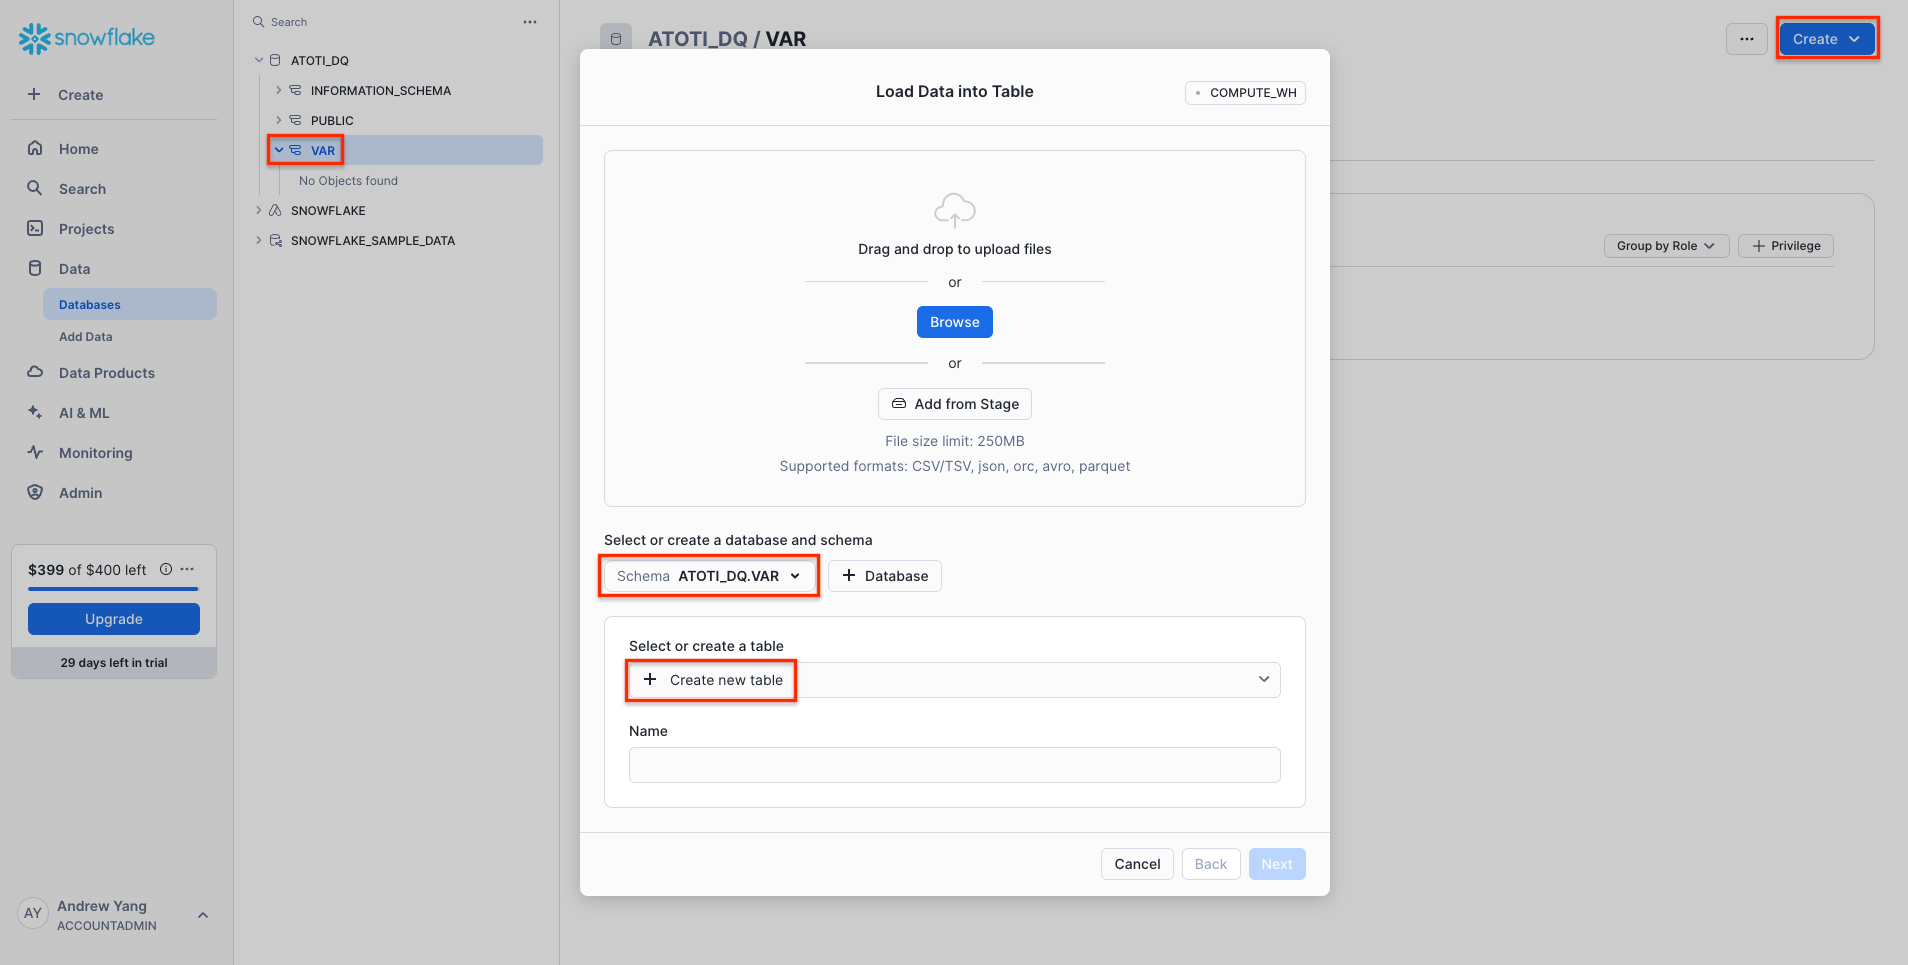 snowflake
Create
Home
Search
Projects
Data
Databases
Add Data
Data Products
AI & ML
Monitoring
Admin
$399 of $400 left
Upgrade
29 days left in trial
AY
Andrew Yang
ACCOUNTADMIN
Search
ATOTI_DQ
INFORMATION_SCHEMA
PUBLIC
VAR
No Objects found
SNOWFLAKE
SNOWFLAKE_SAMPLE_DATA
ATOTI_DQ / VAR
Create
Group by Role
Privilege
Load Data into Table
COMPUTE_WH
Drag and drop to upload files
or
Browse
or
Add from Stage
File size limit: 250MB
Supported formats: CSV/TSV, json, orc, avro, parquet
Select or create a database and schema
Schema ATOTI_DQ.VAR
Database
Select or create a table
Create new table
Name
Cancel
Back
Next